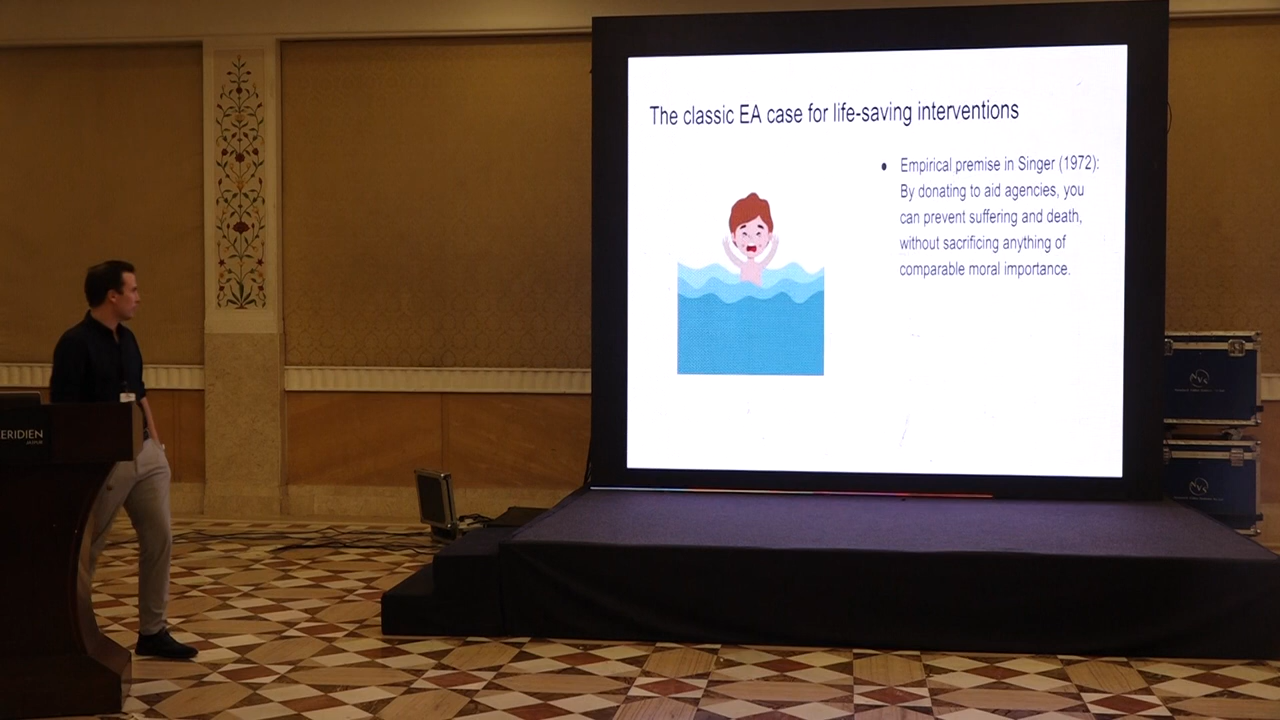 The classic EA case for life-saving interventions
● Empirical premise in Singer (1972):
By donating to aid agencies, you
can prevent suffering and death,
without sacrificing anything of
comparable moral importance.
ERIDIEN
JAIPUR